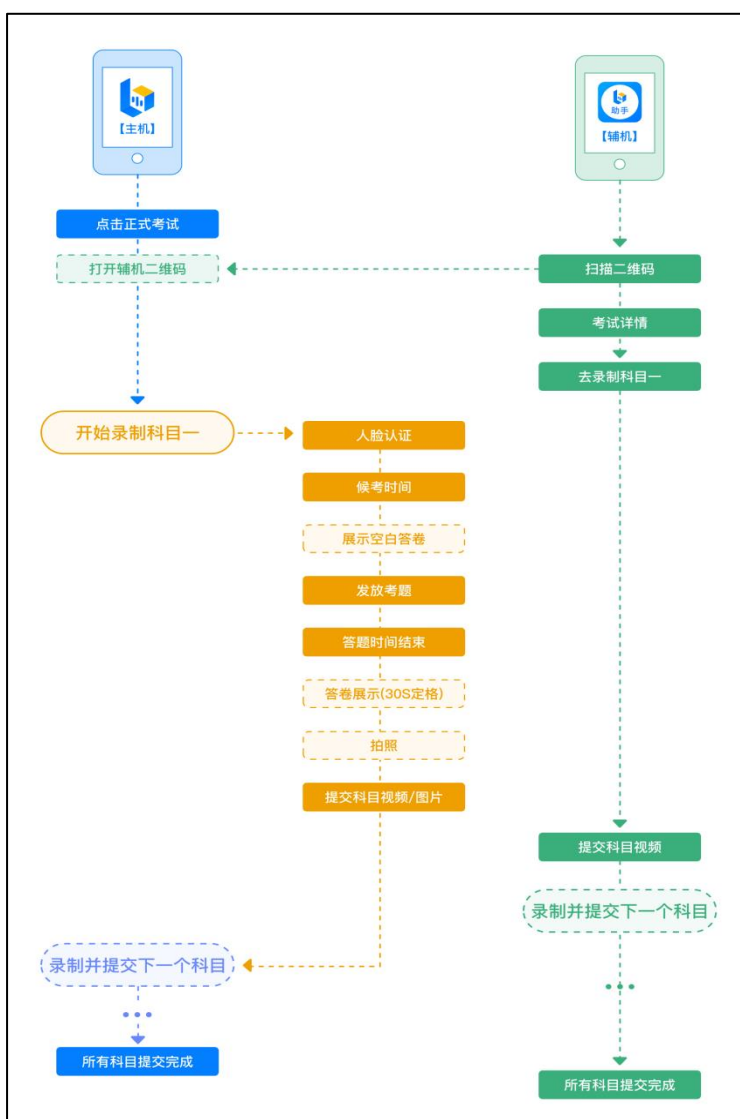 【主机】
助手
【辅机】
点击正式考试
打开辅机二维码
扫描二维码
考试详情
去录制科目一
开始录制科目一
人脸认证
候考时间
展示空白答卷
发放考题
答题时间结束
答卷展示(30S定格)
拍照
提交科目视频/图片
提交科目视频
录制并提交下一个科目
录制并提交下一个科目
所有科目提交完成
所有科目提交完成